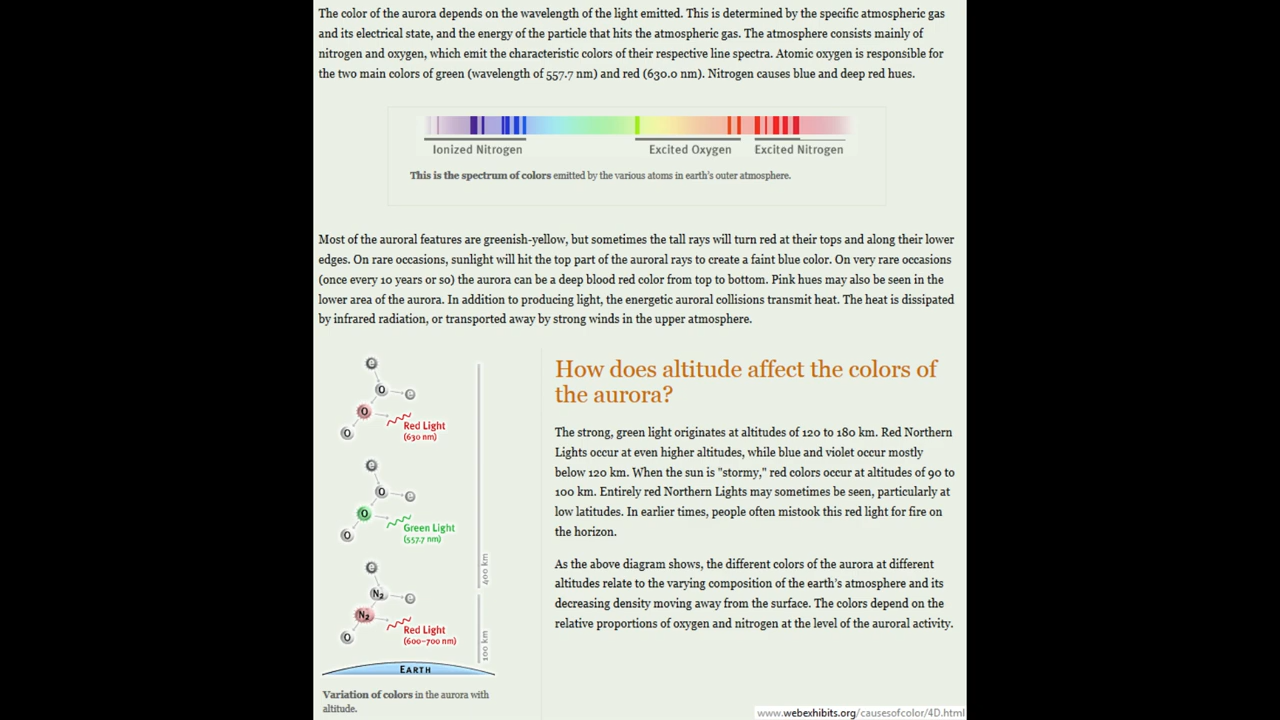 The color of the aurora depends on the wavelength of the light emitted. This is determined by the specific atmospheric gas
and its electrical state, and the energy of the particle that hits the atmospheric gas. The atmosphere consists mainly of
nitrogen and oxygen, which emit the characteristic colors of their respective line spectra. Atomic oxygen is responsible for
the two main colors of green (wavelength of 557.7 nm) and red (630.0 nm). Nitrogen causes blue and deep red hues.
Ionized Nitrogen
Excited Oxygen
Excited Nitrogen
This is the spectrum of colors emitted by the various atoms in earth's outer atmosphere.
Most of the auroral features are greenish-yellow, but sometimes the tall rays will turn red at their tops and along their lower
edges. On rare occasions, sunlight will hit the top part of the auroral rays to create a faint blue color. On very rare occasions
(once every 10 years or so) the aurora can be a deep blood red color from top to bottom. Pink hues may also be seen in the
lower area of the aurora. In addition to producing light, the energetic auroral collisions transmit heat. The heat is dissipated
by infrared radiation, or transported away by strong winds in the upper atmosphere.
e
O
e
O
O
Red Light
(630 nm)
e
O
e
O
O
Green Light
(557.7 nm)
e
N₂
e
N₂
O
Red Light
(600–700 nm)
400 km
100 km
EARTH
Variation of colors in the aurora with
altitude.
How does altitude affect the colors of
the aurora?
The strong, green light originates at altitudes of 120 to 180 km. Red Northern
Lights occur at even higher altitudes, while blue and violet occur mostly
below 120 km. When the sun is "stormy," red colors occur at altitudes of 90 to
100 km. Entirely red Northern Lights may sometimes be seen, particularly at
low latitudes. In earlier times, people often mistook this red light for fire on
the horizon.
As the above diagram shows, the different colors of the aurora at different
altitudes relate to the varying composition of the earth's atmosphere and its
decreasing density moving away from the surface. The colors depend on the
relative proportions of oxygen and nitrogen at the level of the auroral activity.
www.webexhibits.org/causesofcolor/4D.html